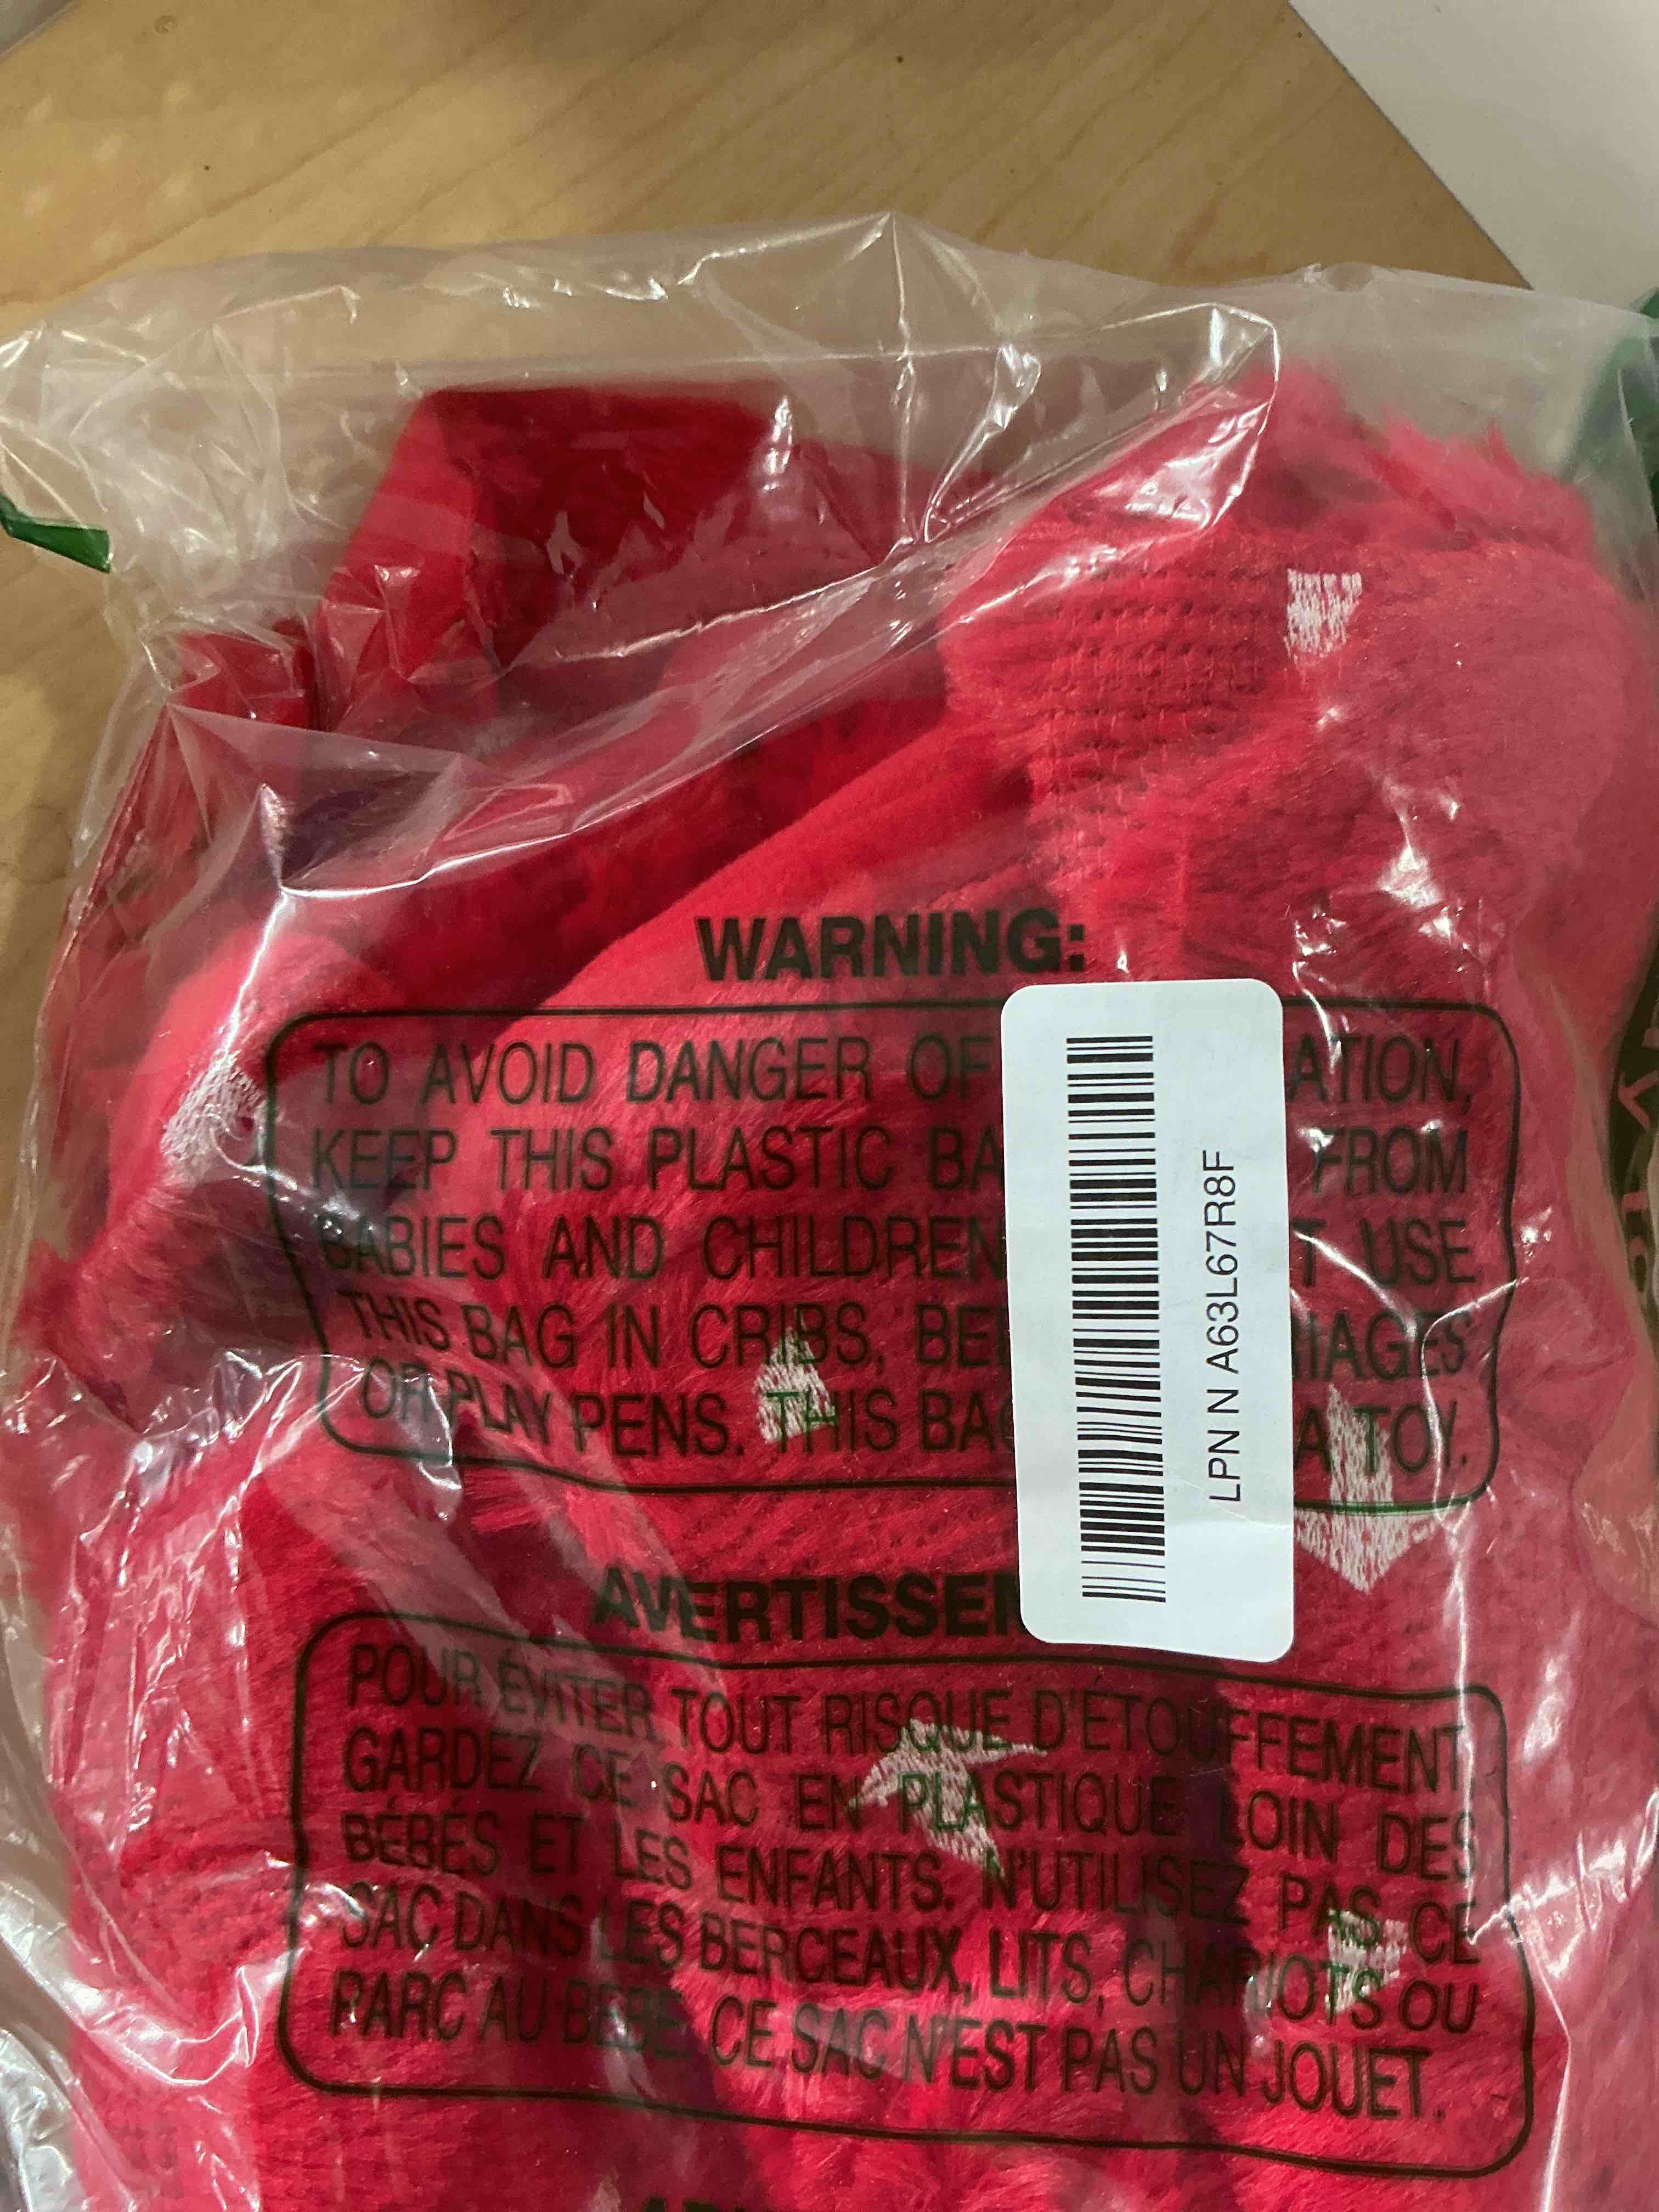 WARNING:
TO AVOID DANGER OF ATION,
KEEP THIS PLASTIC BA FROM
BABIES AND CHILDREN T USE
THIS BAG IN CRIBS, BE IAGES
OR PLAY PENS. THIS BAG A TOY.
LPN N A63L67R8F
AVERTISSEM
POUR ÉVITER TOUT RISQUE D'ÉTOUFFEMENT,
GARDEZ CE SAC EN PLASTIQUE LOIN DES
BÉBÉS ET LES ENFANTS. N'UTILISEZ PAS CE
SAC DANS LES BERCEAUX, LITS, CHARIOTS OU
PARC AU BÉBÉ. CE SAC N'EST PAS UN JOUET.